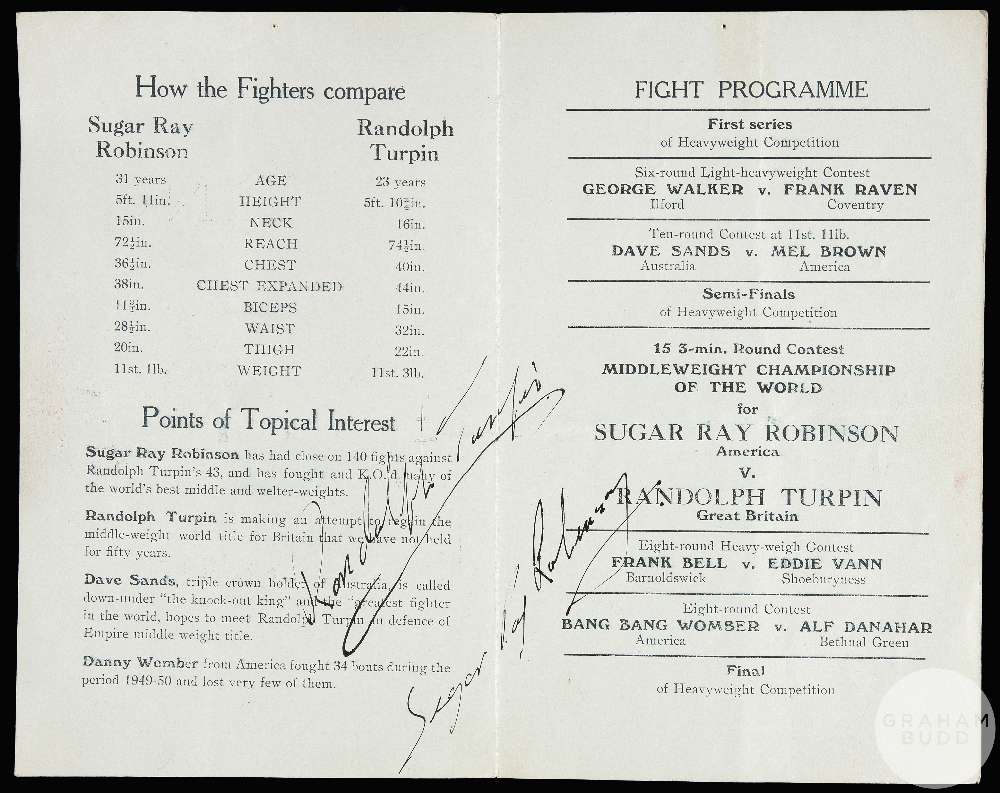 How the Fighters compare
Sugar Ray Robinson
Randolph Turpin
31 years AGE 23 years
5ft. 11in. HEIGHT 5ft. 10½in.
15in. NECK 16in.
72½in. REACH 74½in.
36½in. CHEST 40in.
38in. CHEST EXPANDED 44in.
BICEPS 15in.
28½in. WAIST 32in.
20in. THIGH 22in.
11st. 1lb. WEIGHT 11st. 3lb.
Points of Topical Interest
Sugar Ray Robinson has had close on 140 fights against
Randolph Turpin's 43, and has fought and K.O.'d many of
the world's best middle and welter-weights.
Randolph Turpin is making an attempt to regain the
middle-weight world title for Britain that we have not held
for fifty years.
Dave Sands, triple crown holder of Australia, is called
down-under "the knock-out king" and the "greatest fighter
in the world, hopes to meet Randolph Turpin in defence of
Empire middle weight title.
Danny Womber from America fought 34 bouts during the
period 1949-50 and lost very few of them.
Randolph Turpin
Sugar Ray Robinson
FIGHT PROGRAMME
First series
of Heavyweight Competition
Six-round Light-heavyweight Contest
GEORGE WALKER v. FRANK RAVEN
Ilford Coventry
Ten-round Contest at 11st. 11lb.
DAVE SANDS v. MEL BROWN
Australia America
Semi-Finals
of Heavyweight Competition
15 3-min. Round Contest
MIDDLEWEIGHT CHAMPIONSHIP
OF THE WORLD
for
SUGAR RAY ROBINSON
America
v.
RANDOLPH TURPIN
Great Britain
Eight-round Heavy-weigh Contest
FRANK BELL v. EDDIE VANN
Barnoldswick Shoeburyness
Eight-round Contest
BANG BANG WOMBER v. ALF DANAHAR
America Bethnal Green
Final
of Heavyweight Competition
GRAHAM
BUDD